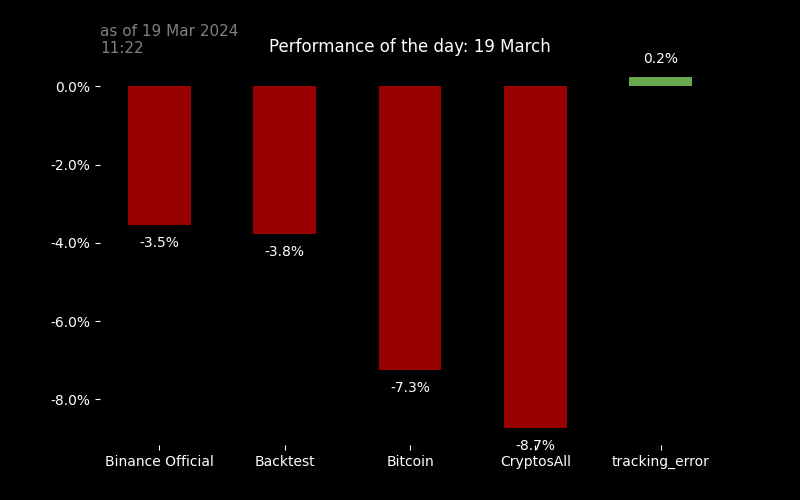 as of 19 Mar 2024
11:22
Performance of the day: 19 March
0.2%
0.0%
-2.0%
-4.0%
-6.0%
-8.0%
-3.5%
-3.8%
-7.3%
-8.7%
Binance Official
Backtest
Bitcoin
CryptosAll
tracking_error